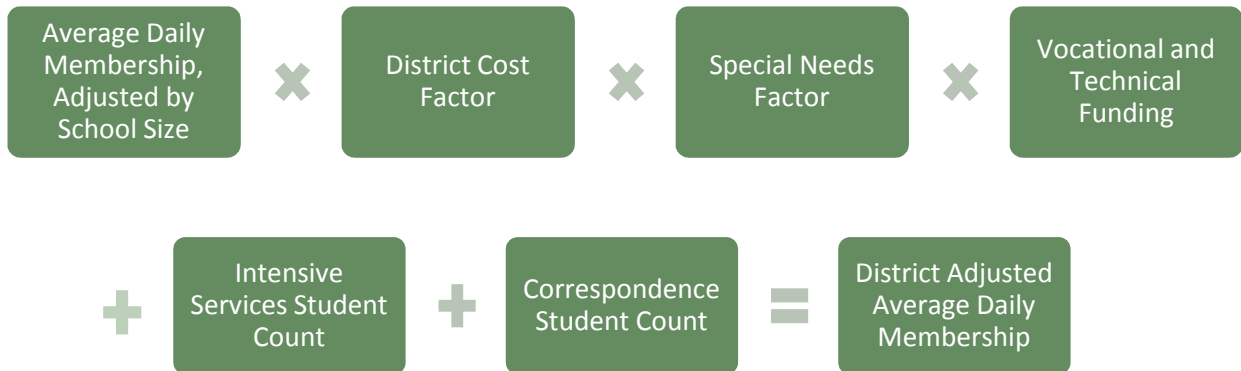 Average Daily
Membership,
Adjusted by
School Size
×
District Cost
Factor
×
Special Needs
Factor
×
Vocational and
Technical
Funding
+
Intensive
Services Student
Count
+
Correspondence
Student Count
=
District Adjusted
Average Daily
Membership